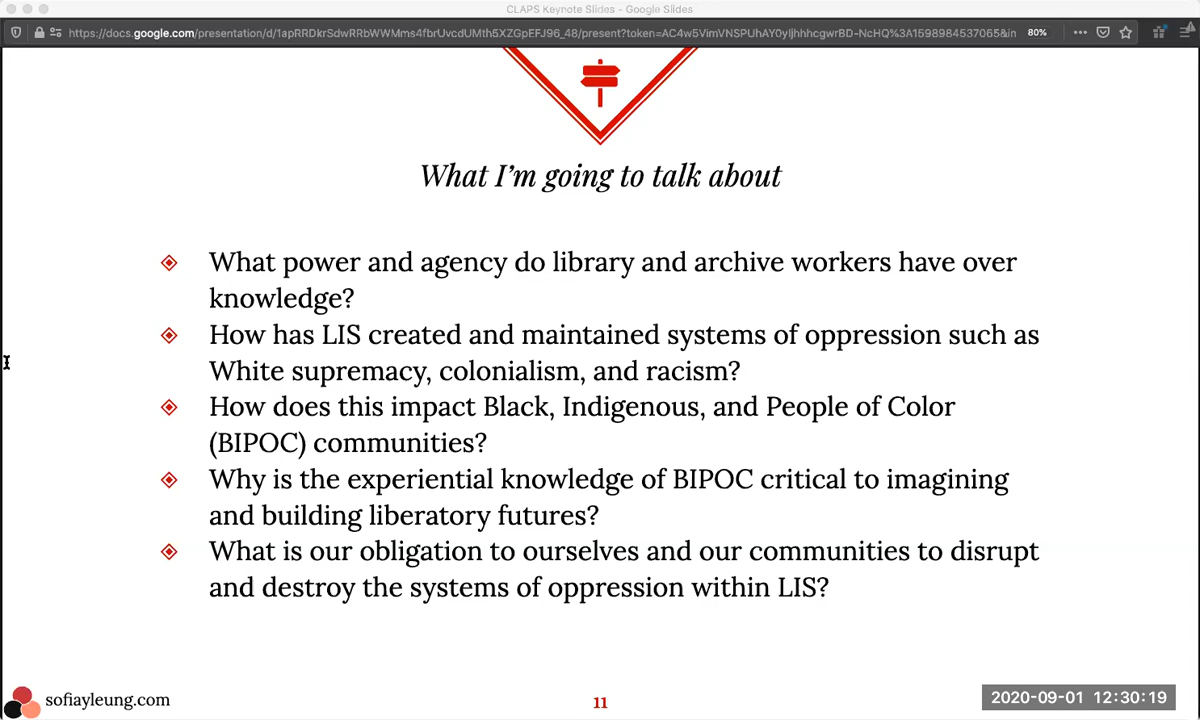 CLAPS Keynote Slides - Google Slides
https://docs.google.com/presentation/d/1apRRDkrSdwRRbWWMms4fbrUvcdUMth5XZGpEFJ96_48/present?token=AC4w5VimVNSPUhAY0yljhhhcgwrBD-NcHQ%3A1598984537065&in 80%
What I'm going to talk about
What power and agency do library and archive workers have over
knowledge?
How has LIS created and maintained systems of oppression such as
White supremacy, colonialism, and racism?
How does this impact Black, Indigenous, and People of Color
(BIPOC) communities?
Why is the experiential knowledge of BIPOC critical to imagining
and building liberatory futures?
What is our obligation to ourselves and our communities to disrupt
and destroy the systems of oppression within LIS?
sofiayleung.com
11
2020-09-01 12:30:19